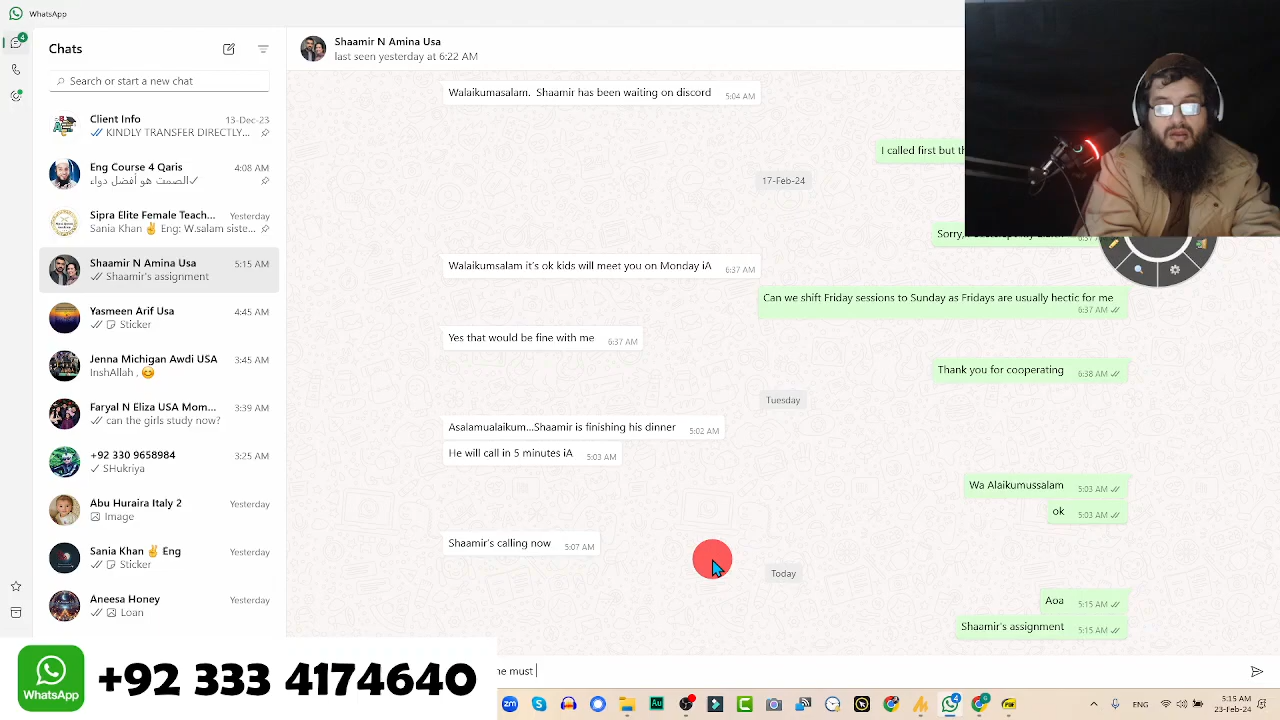 WhatsApp
4
Chats
Search or start a new chat
Client Info
13-Dec-23
KINDLY TRANSFER DIRECTLY...
Eng Course 4 Qaris
4:08 AM
الصمت هو أفضل دواء
Sipra Elite Female Teach...
Yesterday
Sania Khan ✌ Eng: W.salam siste...
Shaamir N Amina Usa
5:15 AM
Shaamir's assignment
Yasmeen Arif Usa
4:45 AM
Sticker
Jenna Michigan Awdi USA
3:45 AM
InshAllah , 😊
Faryal N Eliza USA Mom...
3:39 AM
can the girls study now?
+92 330 9658984
3:25 AM
SHukriya
Abu Huraira Italy 2
Yesterday
Image
Sania Khan ✌ Eng
Yesterday
Sticker
Aneesa Honey
Yesterday
Loan
Shaamir N Amina Usa
last seen yesterday at 6:22 AM
Walaikumasalam. Shaamir has been waiting on discord 5:04 AM
I called first but
17-Feb-24
Sorry,
Walaikumsalam it's ok kids will meet you on Monday iA 6:37 AM
Can we shift Friday sessions to Sunday as Fridays are usually hectic for me
6:37 AM
Yes that would be fine with me 6:37 AM
Thank you for cooperating 6:38 AM
Tuesday
Asalamualaikum...Shaamir is finishing his dinner 5:02 AM
He will call in 5 minutes iA 5:03 AM
Wa Alaikumussalam 5:03 AM
ok 5:03 AM
Shaamir's calling now 5:07 AM
Today
Aoa 5:15 AM
Shaamir's assignment 5:15 AM
must
WhatsApp
+92 333 4174640
zm
Au
4
6
5:15 AM